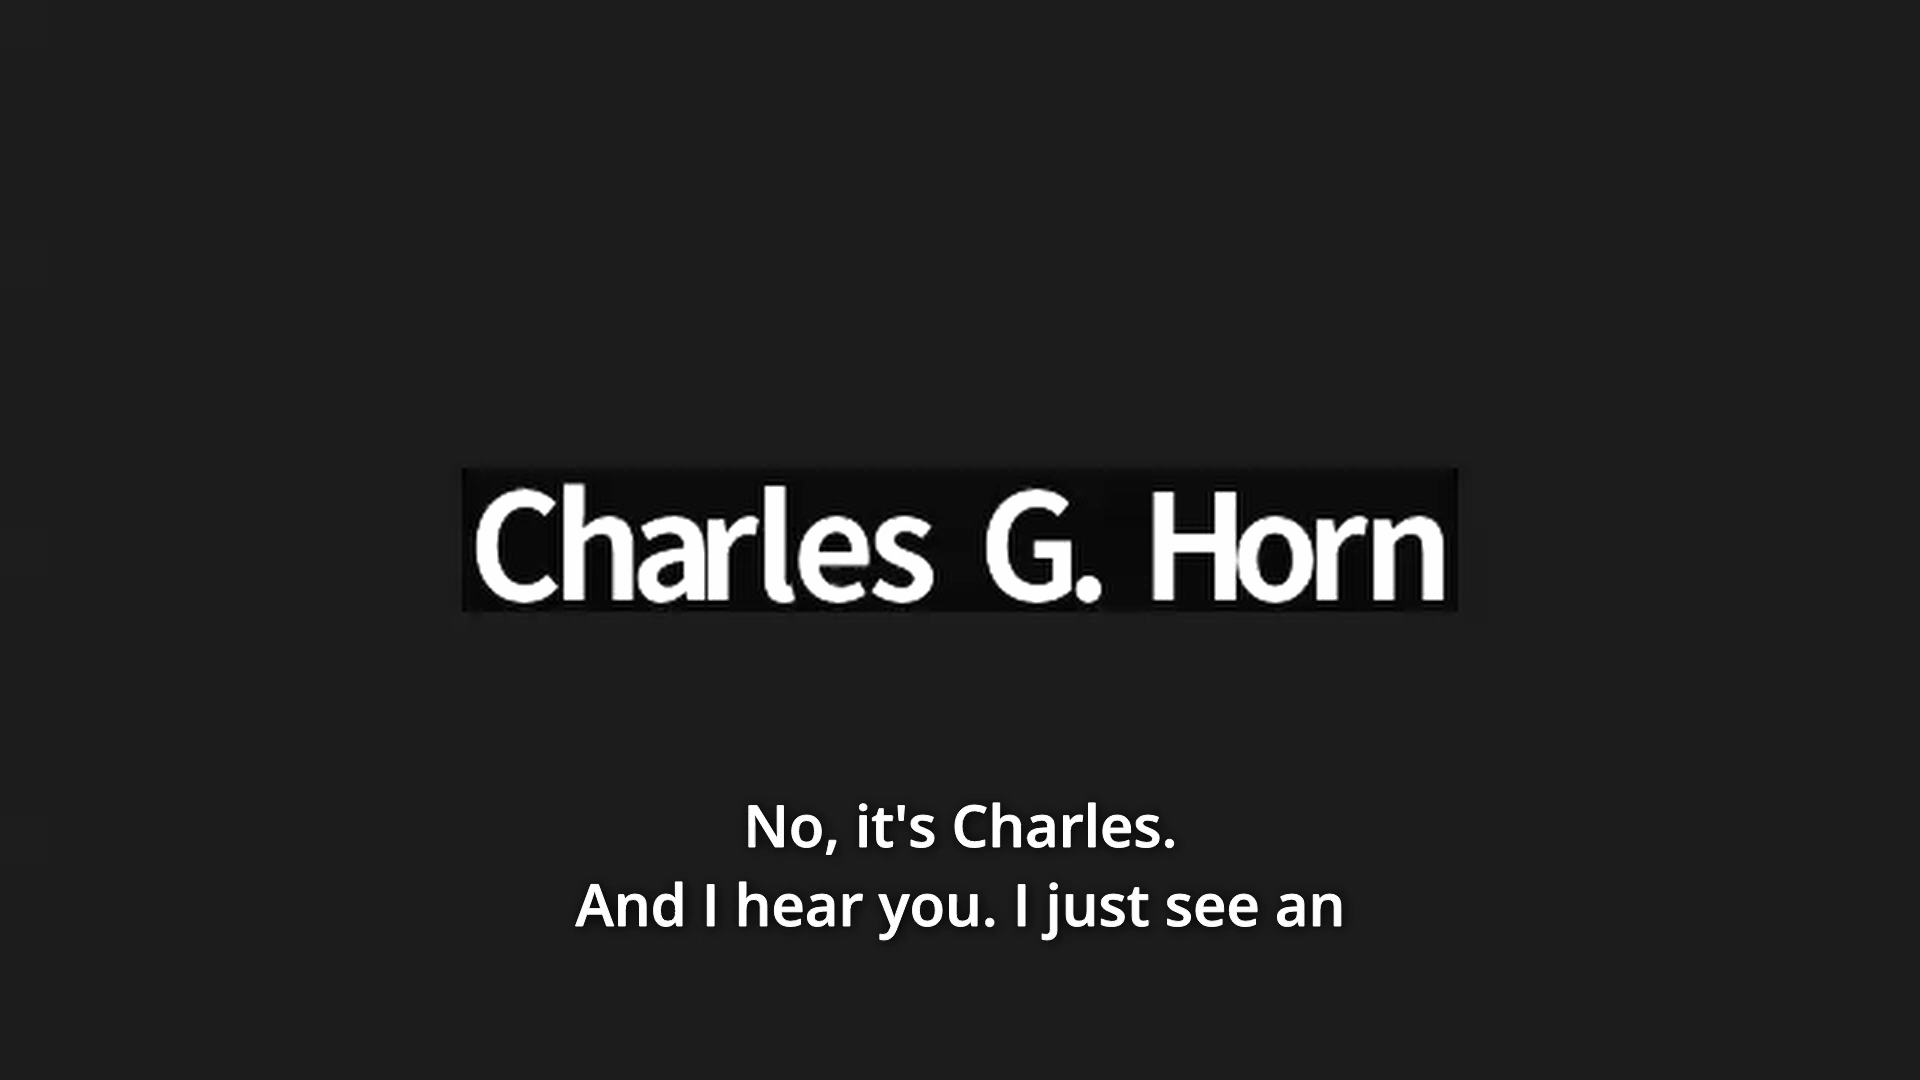 Charles G. Horn
No, it's Charles.
And I hear you. I just see an